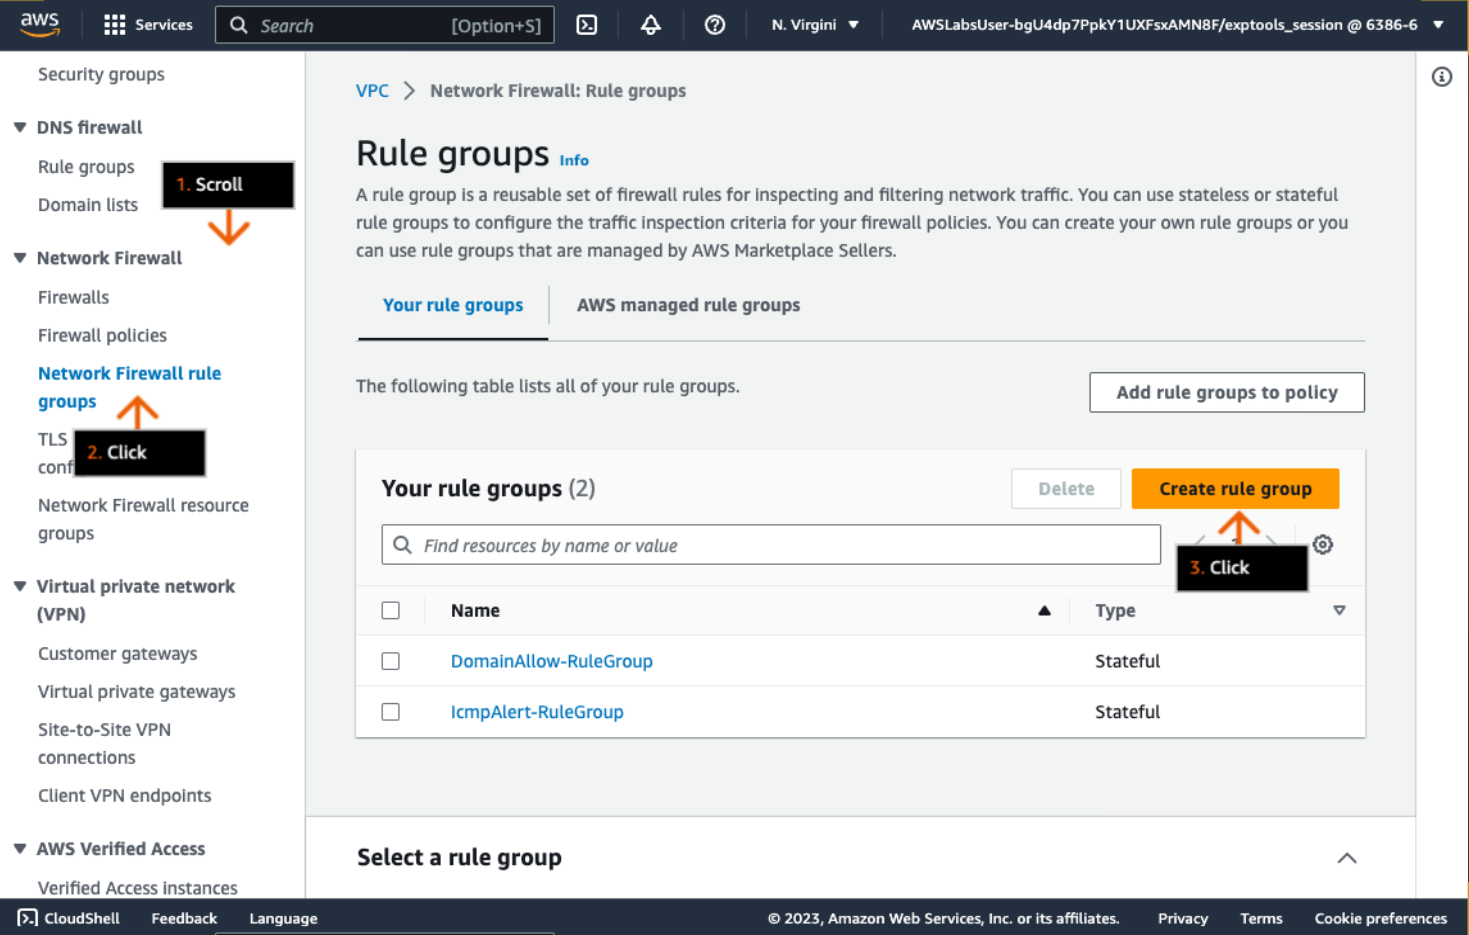 aws
Services
Search [Option+S]
N. Virgini
AWSLabsUser-bgU4dp7PpkY1UXFsxAMN8F/exptools_session @ 6386-6
Security groups
DNS firewall
Rule groups
Domain lists
1. Scroll
Network Firewall
Firewalls
Firewall policies
Network Firewall rule
groups
2. Click
TLS
conf
Network Firewall resource
groups
Virtual private network
(VPN)
Customer gateways
Virtual private gateways
Site-to-Site VPN
connections
Client VPN endpoints
AWS Verified Access
Verified Access instances
VPC > Network Firewall: Rule groups
Rule groups Info
A rule group is a reusable set of firewall rules for inspecting and filtering network traffic. You can use stateless or stateful
rule groups to configure the traffic inspection criteria for your firewall policies. You can create your own rule groups or you
can use rule groups that are managed by AWS Marketplace Sellers.
Your rule groups
AWS managed rule groups
The following table lists all of your rule groups.
Add rule groups to policy
Your rule groups (2)
Delete
Create rule group
Find resources by name or value
3. Click
Name Type
DomainAllow-RuleGroup Stateful
IcmpAlert-RuleGroup Stateful
Select a rule group
CloudShell Feedback Language
© 2023, Amazon Web Services, Inc. or its affiliates. Privacy Terms Cookie preferences